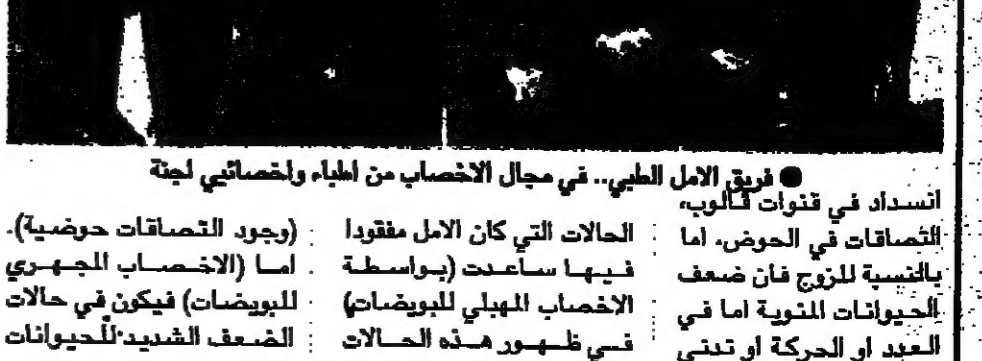 ● فريق الامل الطبي.. في مجال الاخصاب من اطباء واخصائيي لجنة
انسداد في قنوات قالوب،
التصاقات في الحوض، اما
بالنسبة للزوج فان ضعف
الحيوانات المنوية اما في
العدد او الحركة او تدني
الحالات التي كان الامل مفقودا
فيها ساعدت (بواسطة
الاخصاب المهبلي للبويضات)
في ظهور هذه الحالات
(وجود التصاقات حوضية).
اما (الاخصاب المجهري
للبويضات) فيكون في حالات
الضعف الشديد للحيوانات